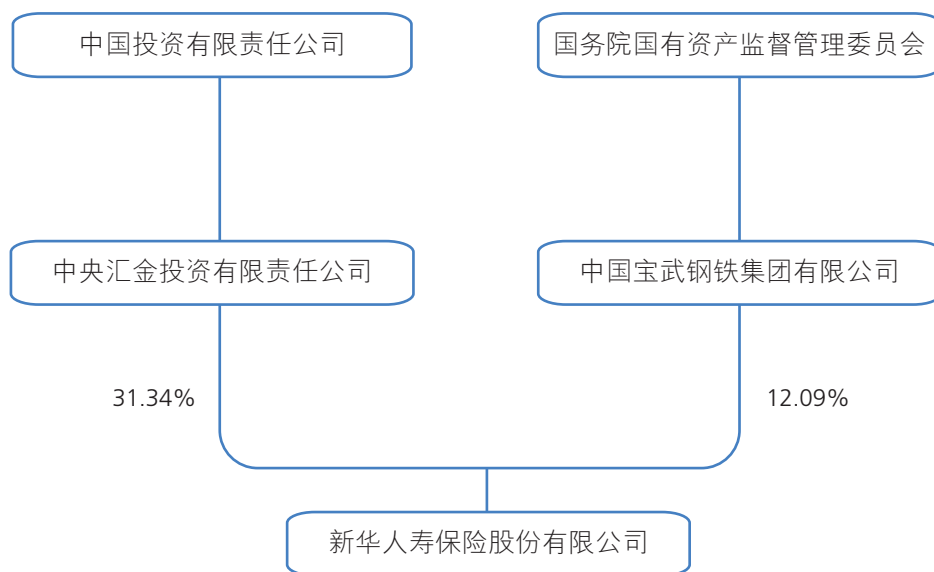 中国投资有限责任公司
国务院国有资产监督管理委员会
中央汇金投资有限责任公司
中国宝武钢铁集团有限公司
31.34%
12.09%
新华人寿保险股份有限公司